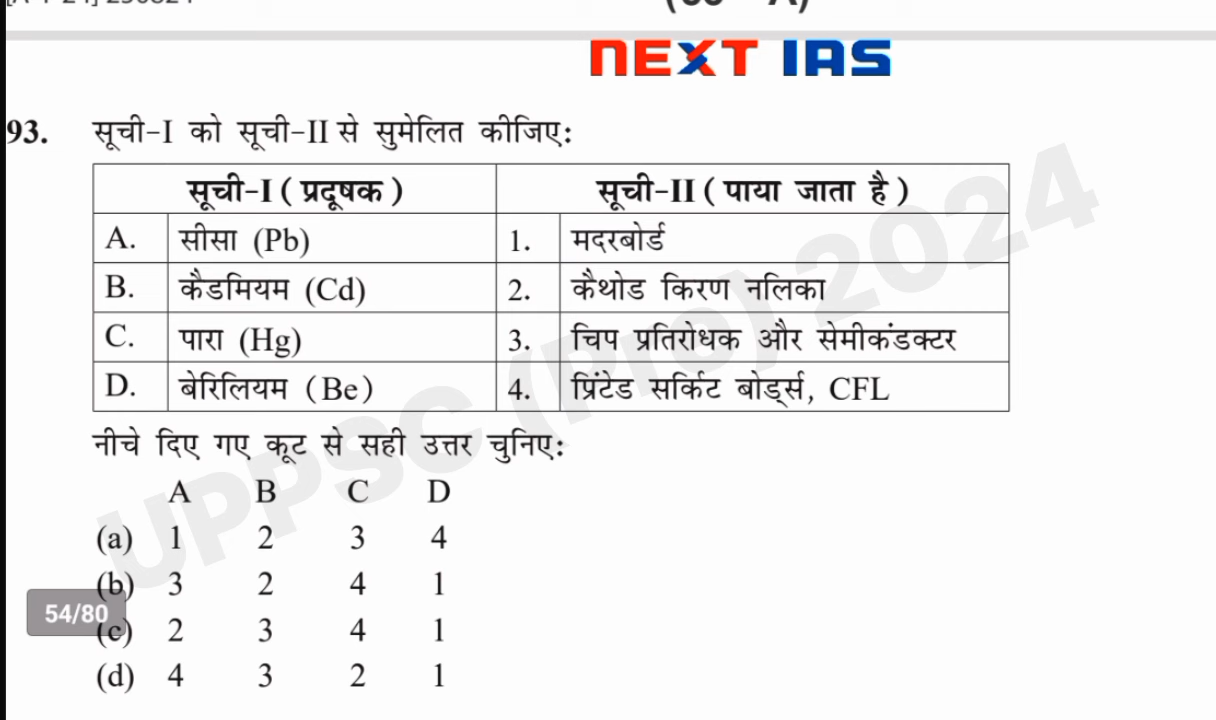 NEXT IAS
93. सूची-I को सूची-II से सुमेलित कीजिए:
सूची-I ( प्रदूषक ) सूची-II ( पाया जाता है )
A. सीसा (Pb) 1. मदरबोर्ड
B. कैडमियम (Cd) 2. कैथोड किरण नलिका
C. पारा (Hg) 3. चिप प्रतिरोधक और सेमीकंडक्टर
D. बेरिलियम (Be) 4. प्रिंटेड सर्किट बोर्ड्स, CFL
नीचे दिए गए कूट से सही उत्तर चुनिए:
A B C D
(a) 1 2 3 4
(b) 3 2 4 1
54/80
(c) 2 3 4 1
(d) 4 3 2 1
UPPSC (Pro) 2024